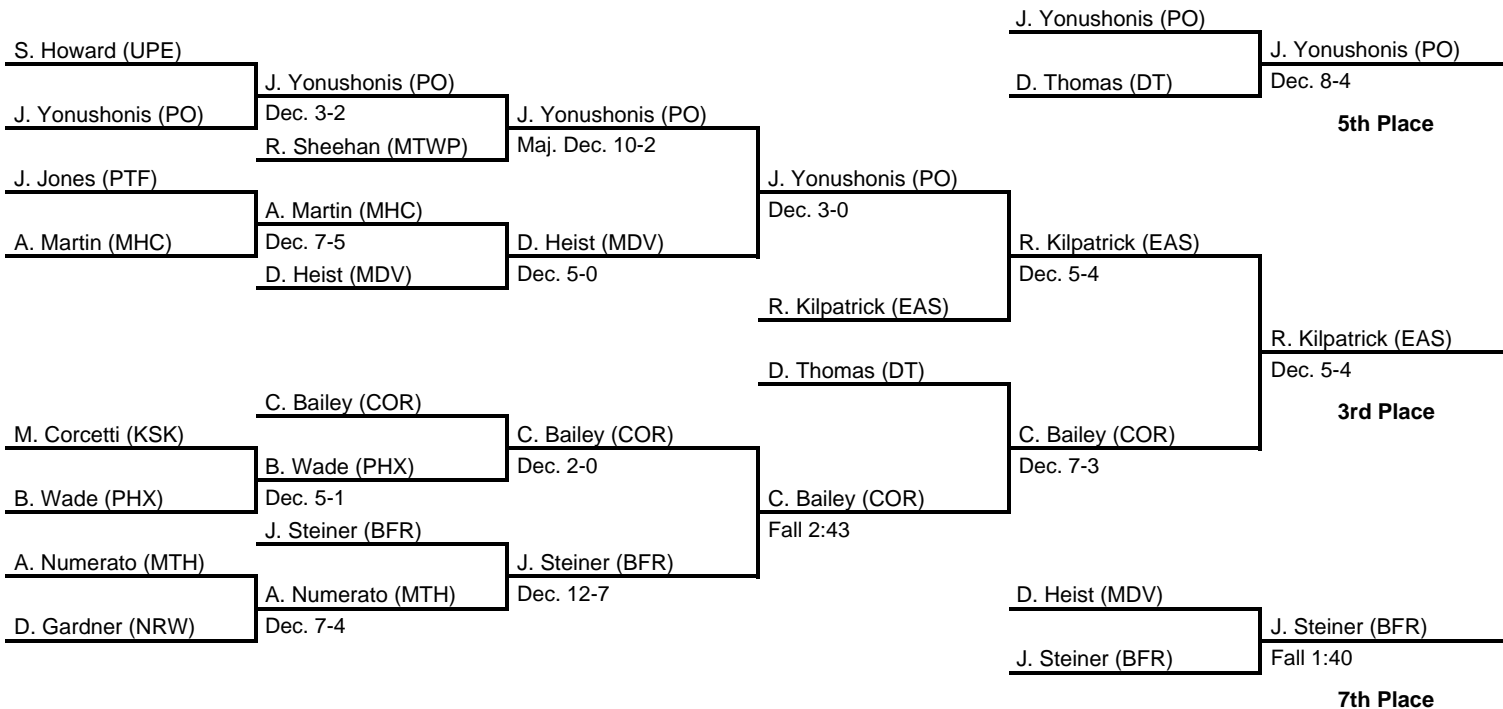 J. Yonushonis (PO)
S. Howard (UPE)
J. Yonushonis (PO)
J. Yonushonis (PO)
D. Thomas (DT)
Dec. 8-4
J. Yonushonis (PO)
Dec. 3-2
J. Yonushonis (PO)
5th Place
R. Sheehan (MTWP)
Maj. Dec. 10-2
J. Jones (PTF)
J. Yonushonis (PO)
A. Martin (MHC)
Dec. 3-0
A. Martin (MHC)
Dec. 7-5
D. Heist (MDV)
R. Kilpatrick (EAS)
D. Heist (MDV)
Dec. 5-0
Dec. 5-4
R. Kilpatrick (EAS)
R. Kilpatrick (EAS)
D. Thomas (DT)
Dec. 5-4
C. Bailey (COR)
3rd Place
M. Corcetti (KSK)
C. Bailey (COR)
C. Bailey (COR)
B. Wade (PHX)
Dec. 2-0
Dec. 7-3
B. Wade (PHX)
Dec. 5-1
C. Bailey (COR)
J. Steiner (BFR)
Fall 2:43
A. Numerato (MTH)
J. Steiner (BFR)
A. Numerato (MTH)
Dec. 12-7
D. Heist (MDV)
D. Gardner (NRW)
Dec. 7-4
J. Steiner (BFR)
J. Steiner (BFR)
Fall 1:40
7th Place